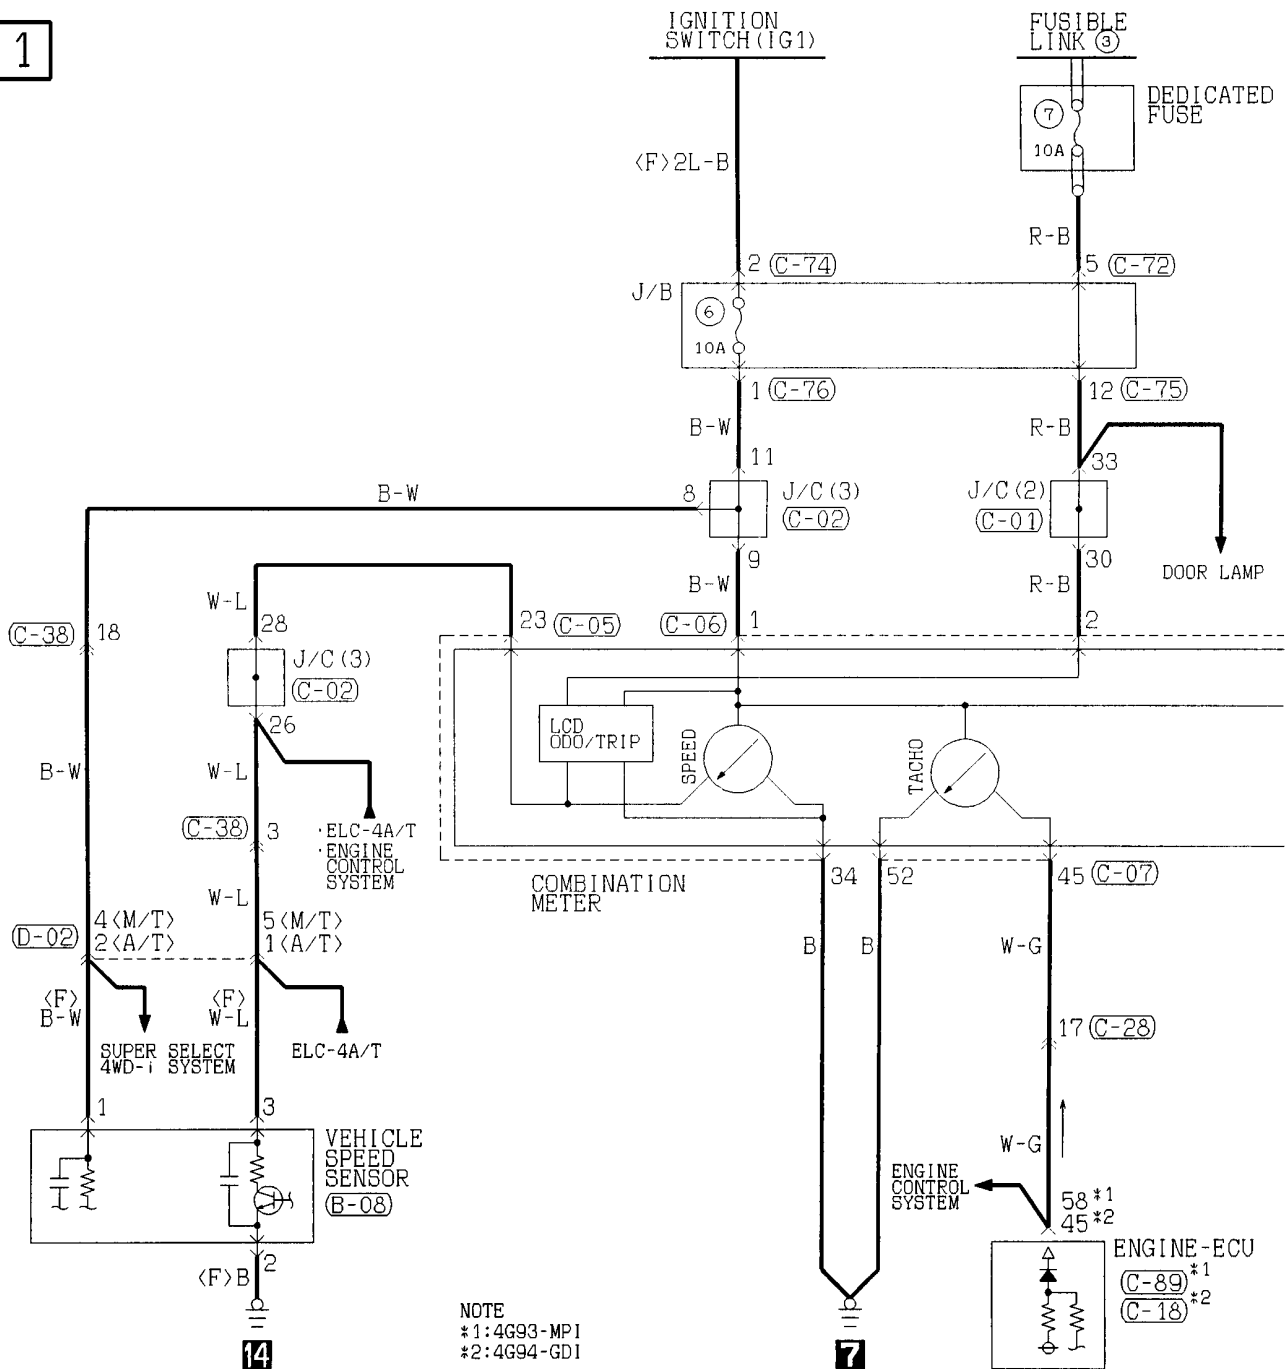 1
IGNITION
SWITCH(IG1)
FUSIBLE
LINK ③
DEDICATED
FUSE
⑦
10A
<F>2L-B
R-B
2 (C-74)
5 (C-72)
J/B
⑥
10A
1 (C-76)
12 (C-75)
B-W
R-B
11
33
B-W
8
J/C(3)
(C-02)
J/C(2)
(C-01)
9
30
B-W
R-B
DOOR LAMP
W-L
(C-38) 18
28
23 (C-05)
(C-06) 1
2
J/C(3)
(C-02)
26
LCD
ODO/TRIP
SPEED
TACHO
B-W
W-L
(C-38) 3
·ELC-4A/T
·ENGINE
CONTROL
SYSTEM
COMBINATION
METER
34
52
45 (C-07)
W-L
(D-02)
4<M/T>
2<A/T>
5<M/T>
1<A/T>
B
B
W-G
<F>
B-W
<F>
W-L
SUPER SELECT
4WD-i SYSTEM
ELC-4A/T
17 (C-28)
1
3
VEHICLE
SPEED
SENSOR
(B-08)
W-G
ENGINE
CONTROL
SYSTEM
58*1
45*2
2
<F>B
ENGINE-ECU
(C-89)*1
(C-18)*2
14
7
NOTE
*1:4G93-MPI
*2:4G94-GDI